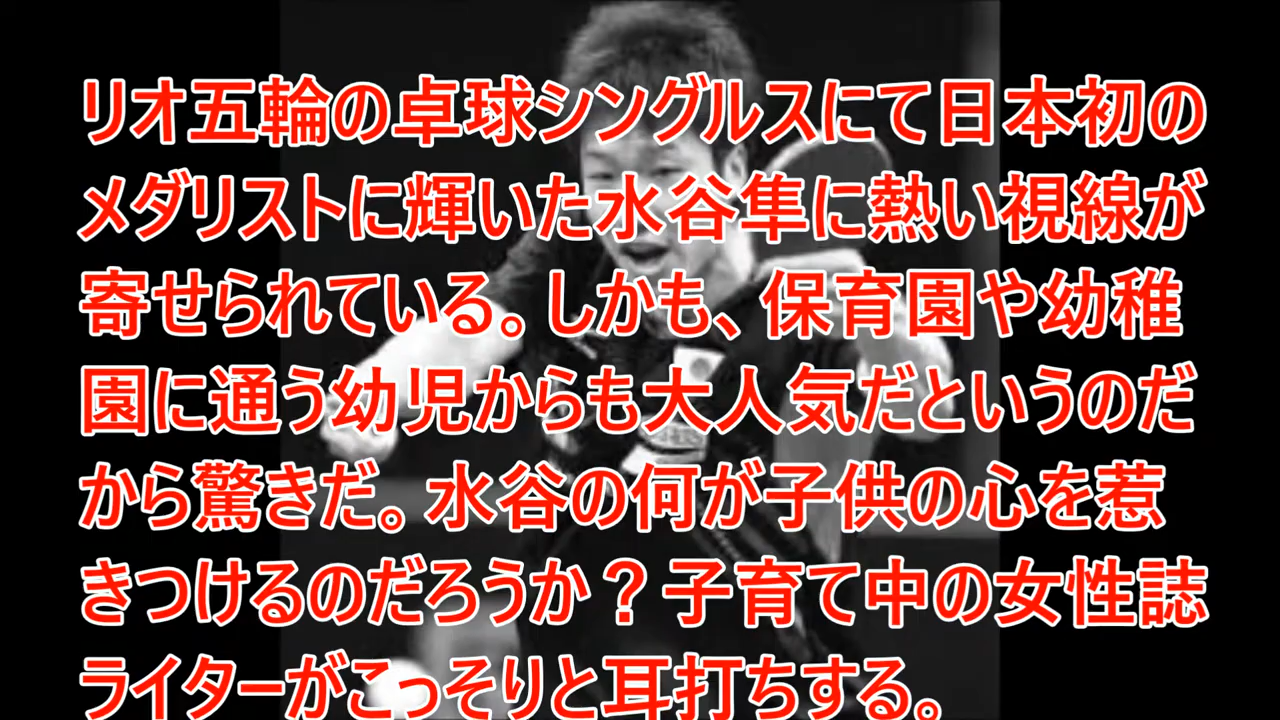 リオ五輪の卓球シングルスにて日本初の
メダリストに輝いた水谷隼に熱い視線が
寄せられている。しかも、保育園や幼稚
園に通う幼児からも大人気だというのだ
から驚きだ。水谷の何が子供の心を惹
きつけるのだろうか？子育て中の女性誌
ライターがこっそりと耳打ちする。